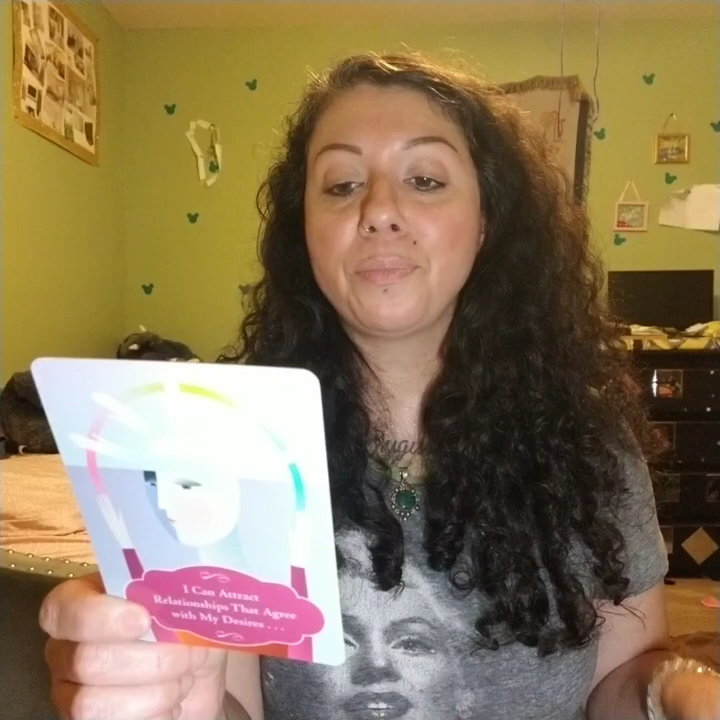 I Can Attract
Relationships That Agree
with My Desires . . .